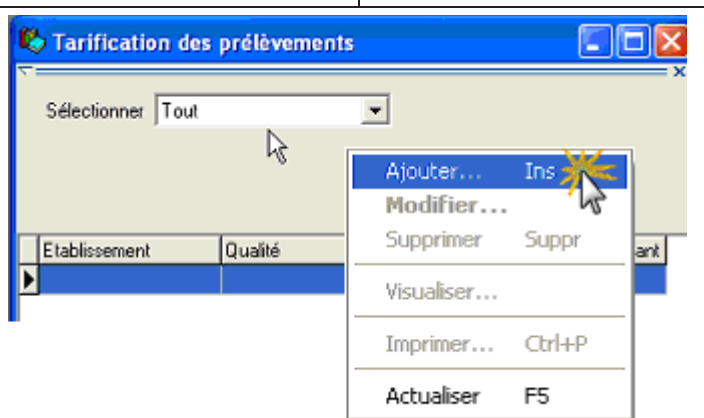 Tarification des prélèvements
Sélectionner Tout
Ajouter... Ins
Modifier...
Supprimer Suppr
Etablissement Qualité ant
Visualiser...
Imprimer... Ctrl+P
Actualiser F5